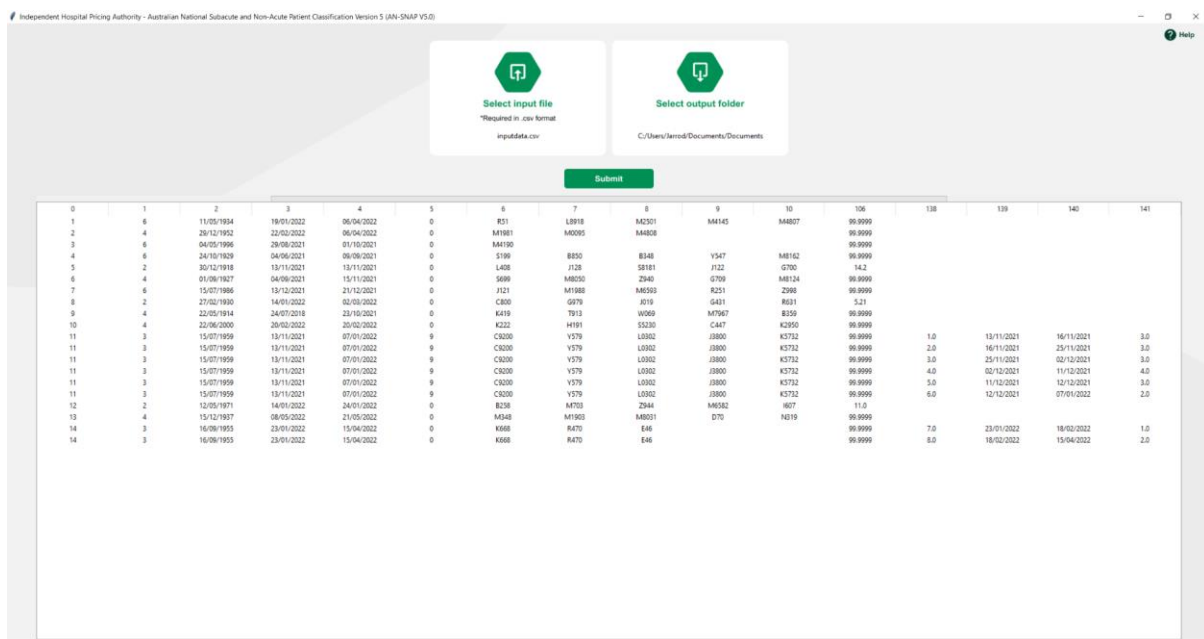 Independent Hospital Pricing Authority - Australian National Subacute and Non-Acute Patient Classification Version 5 (AN-SNAP V5.0)
Help
Select input file
Select output folder
*Required in .csv format
inputdata.csv
C:/Users/Jarrod/Documents/Documents
Submit
0 1 2 3 4 5 6 7 8 9 10 106 138 139 140 141
1 6 11/05/1934 19/01/2022 06/04/2022 0 R51 L8918 M2501 M4145 M4807 99.9999
2 4 29/12/1952 22/02/2022 06/04/2022 0 M1981 M0095 M4808 99.9999
3 6 04/05/1996 29/08/2021 01/10/2021 0 M4190 99.9999
4 6 24/10/1929 04/06/2021 09/09/2021 0 S199 B850 B348 Y547 M8162 99.9999
5 2 30/12/1918 13/11/2021 13/11/2021 0 L408 J128 S8181 J122 G700 14.2
6 4 01/09/1927 04/09/2021 15/11/2021 0 S699 M8050 Z940 G709 M8124 99.9999
7 6 15/07/1986 13/12/2021 21/12/2021 0 J121 M1988 M6593 R251 Z998 99.9999
8 2 27/02/1930 14/01/2022 02/03/2022 0 C800 G979 J019 G431 R631 5.21
9 4 22/05/1914 24/07/2018 23/10/2021 0 K419 T913 W069 M7967 B359 99.9999
10 4 22/06/2000 20/02/2022 20/02/2022 0 K222 H191 S5230 C447 K2950 99.9999
11 3 15/07/1959 13/11/2021 07/01/2022 9 C9200 Y579 L0302 J3800 K5732 99.9999 1.0 13/11/2021 16/11/2021 3.0
11 3 15/07/1959 13/11/2021 07/01/2022 9 C9200 Y579 L0302 J3800 K5732 99.9999 2.0 16/11/2021 25/11/2021 3.0
11 3 15/07/1959 13/11/2021 07/01/2022 9 C9200 Y579 L0302 J3800 K5732 99.9999 3.0 25/11/2021 02/12/2021 3.0
11 3 15/07/1959 13/11/2021 07/01/2022 9 C9200 Y579 L0302 J3800 K5732 99.9999 4.0 02/12/2021 11/12/2021 4.0
11 3 15/07/1959 13/11/2021 07/01/2022 9 C9200 Y579 L0302 J3800 K5732 99.9999 5.0 11/12/2021 12/12/2021 3.0
11 3 15/07/1959 13/11/2021 07/01/2022 9 C9200 Y579 L0302 J3800 K5732 99.9999 6.0 12/12/2021 07/01/2022 2.0
12 2 12/05/1971 14/01/2022 24/01/2022 0 B258 M703 Z944 M6582 I607 11.0
13 4 15/12/1937 08/05/2022 21/05/2022 0 M348 M1903 M8031 D70 N319 99.9999
14 3 16/09/1955 23/01/2022 15/04/2022 0 K668 R470 E46 99.9999 7.0 23/01/2022 18/02/2022 1.0
14 3 16/09/1955 23/01/2022 15/04/2022 0 K668 R470 E46 99.9999 8.0 18/02/2022 15/04/2022 2.0